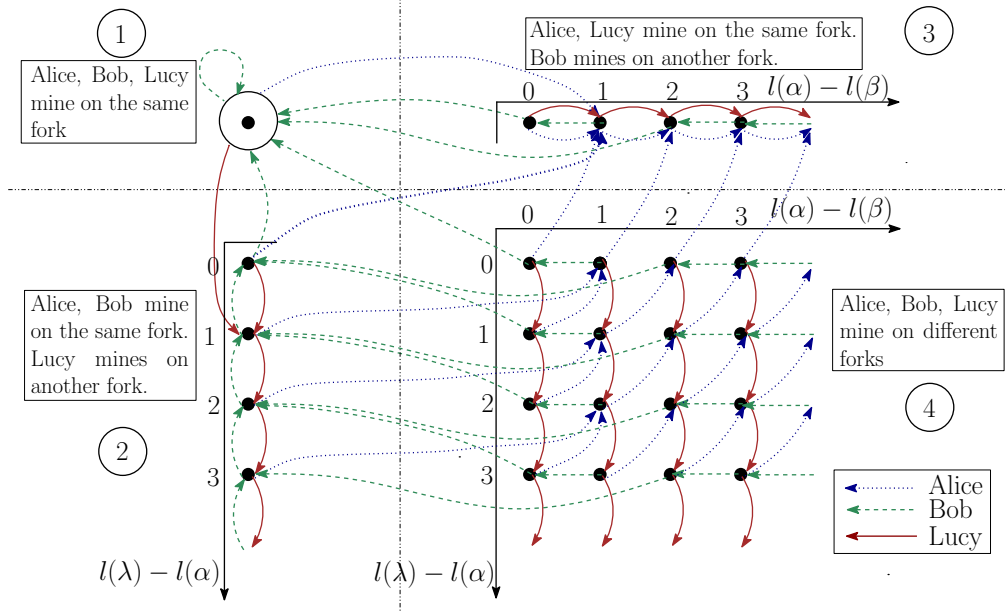 1
Alice, Bob, Lucy
mine on the same
fork
Alice, Lucy mine on the same fork.
Bob mines on another fork.
3
0 1 2 3 l(α) − l(β)
0
1
2
3
Alice, Bob mine
on the same fork.
Lucy mines on
another fork.
2
l(λ) − l(α)
0 1 2 3 l(α) − l(β)
0
1
2
3
l(λ) − l(α)
Alice, Bob, Lucy
mine on different
forks
4
Alice
Bob
Lucy